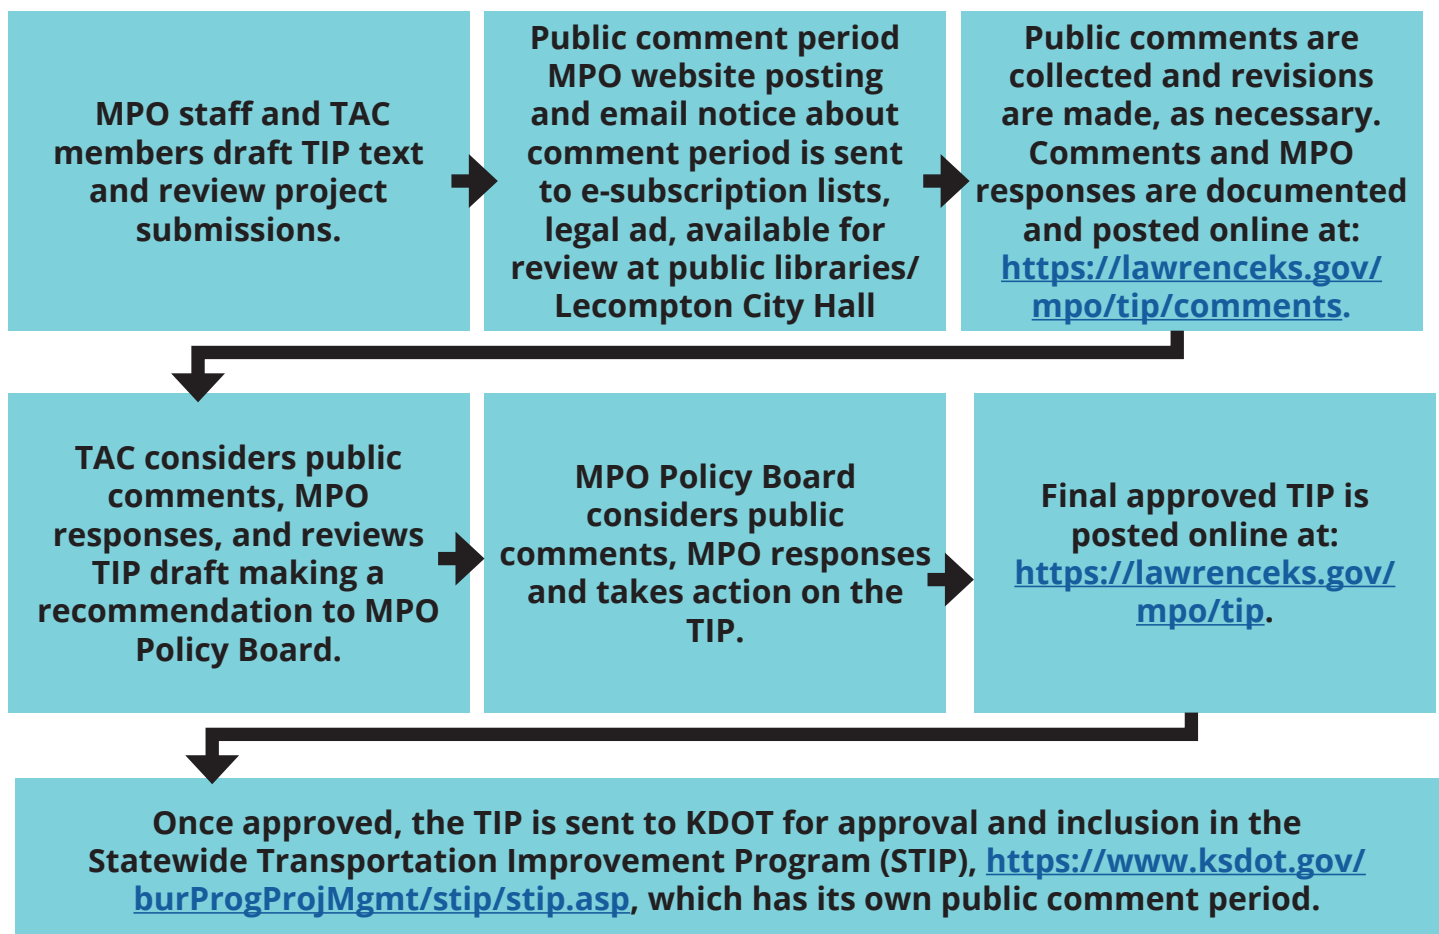 MPO staff and TAC
members draft TIP text
and review project
submissions.
Public comment period
MPO website posting
and email notice about
comment period is sent
to e-subscription lists,
legal ad, available for
review at public libraries/
Lecompton City Hall
Public comments are
collected and revisions
are made, as necessary.
Comments and MPO
responses are documented
and posted online at:
https://lawrenceks.gov/
mpo/tip/comments.
TAC considers public
comments, MPO
responses, and reviews
TIP draft making a
recommendation to MPO
Policy Board.
MPO Policy Board
considers public
comments, MPO responses
and takes action on the
TIP.
Final approved TIP is
posted online at:
https://lawrenceks.gov/
mpo/tip.
Once approved, the TIP is sent to KDOT for approval and inclusion in the
Statewide Transportation Improvement Program (STIP), https://www.ksdot.gov/
burProgProjMgmt/stip/stip.asp, which has its own public comment period.